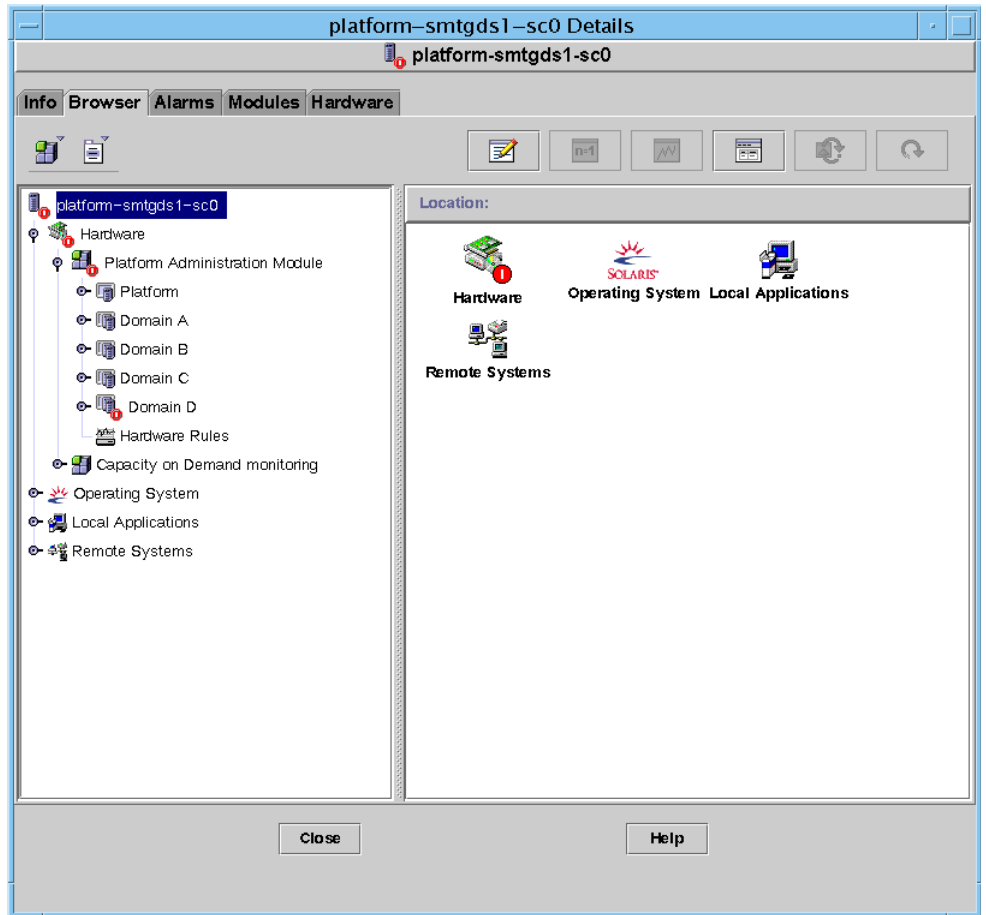 platform–smtgds1–sc0 Details
platform-smtgds1-sc0
Info Browser Alarms Modules Hardware
n=1
platform–smtgds1–sc0
Location:
Hardware
Platform Administration Module
Platform
Domain A
Domain B
Domain C
Domain D
Hardware Rules
Capacity on Demand monitoring
Operating System
Local Applications
Remote Systems
Hardware
SOLARIS
Operating System
Local Applications
Remote Systems
Close
Help